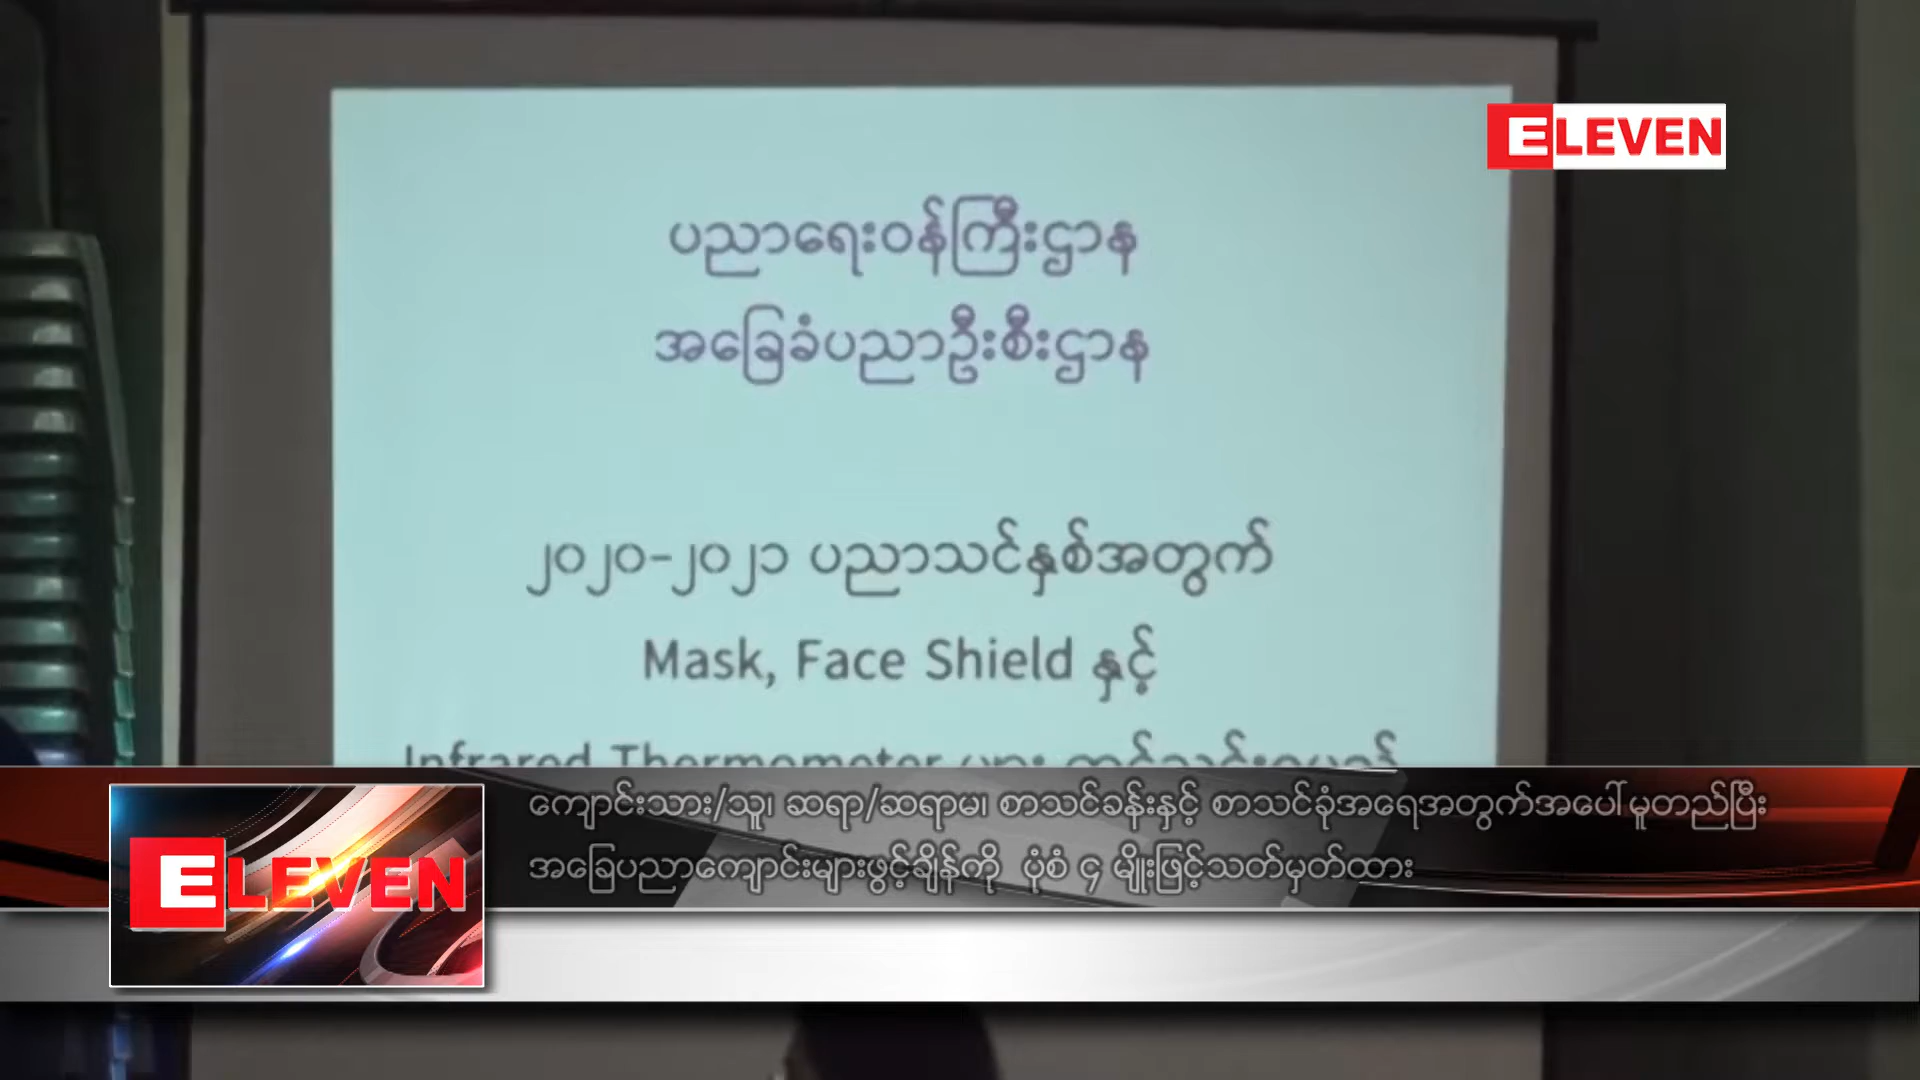 ELEVEN
ပညာရေးဝန်ကြီးဌာန
အခြေခံပညာဦးစီးဌာန
၂၀၂၀-၂၀၂၁ ပညာသင်နှစ်အတွက်
Mask, Face Shield နှင့်
Infrared Thermometer များ
ကျောင်းသား/သူ၊ ဆရာ/ဆရာမ၊ စာသင်ခန်းနှင့် စာသင်ခုံအရေအတွက်အပေါ်မူတည်ပြီး
အခြေပညာကျောင်းများဖွင့်ချိန်ကို ပုံစံ ၄ မျိုးဖြင့်သတ်မှတ်ထား
ELEVEN